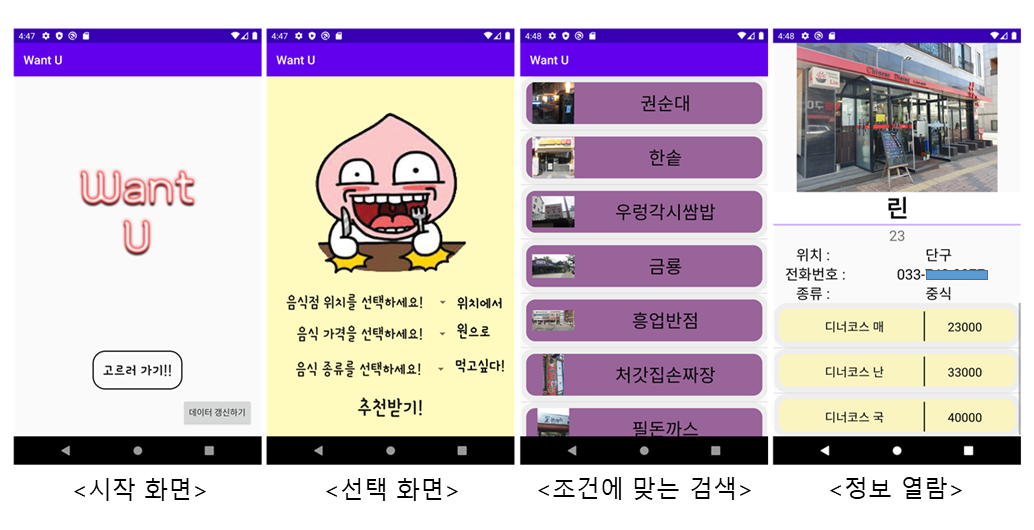 4:47
Want U
Want
U
고르러 가기!!
데이터 갱신하기
<시작 화면>
4:47
Want U
음식점 위치를 선택하세요! 위치에서
음식 가격을 선택하세요! 원으로
음식 종류를 선택하세요! 먹고싶다!
추천받기!
<선택 화면>
4:48
Want U
권순대
한솥
우렁각시쌈밥
금룡
흥업반점
처갓집손짜장
필돈까스
<조건에 맞는 검색>
4:48
Chinese Dining
린
23
위치 : 단구
전화번호 : 033-
종류 : 중식
디너코스 매 23000
디너코스 난 33000
디너코스 국 40000
<정보 열람>